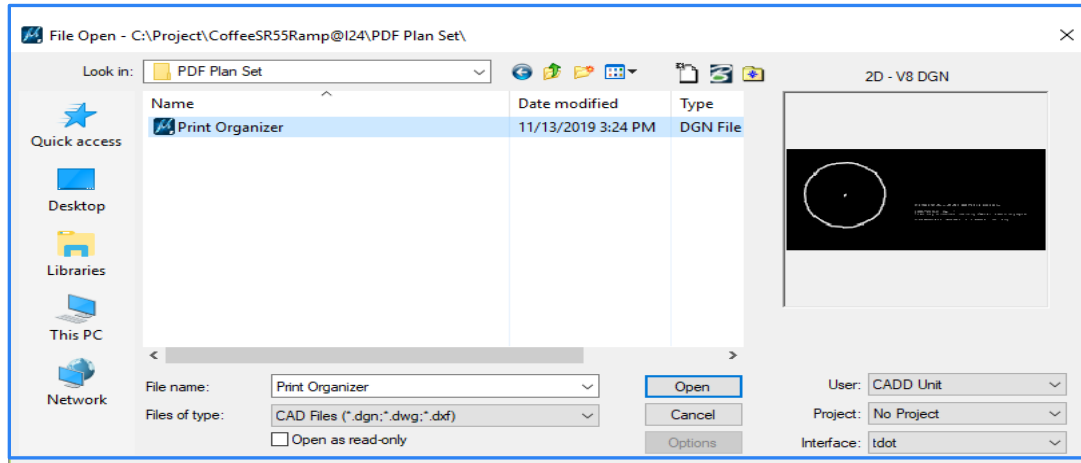 File Open - C:\Project\CoffeeSR55Ramp@I24\PDF Plan Set\
Look in: PDF Plan Set
2D - V8 DGN
Name Date modified Type
Print Organizer 11/13/2019 3:24 PM DGN File
Quick access
Desktop
Libraries
This PC
Network
File name: Print Organizer Open
Files of type: CAD Files (*.dgn;*.dwg;*.dxf) Cancel
Open as read-only Options
User: CADD Unit
Project: No Project
Interface: tdot